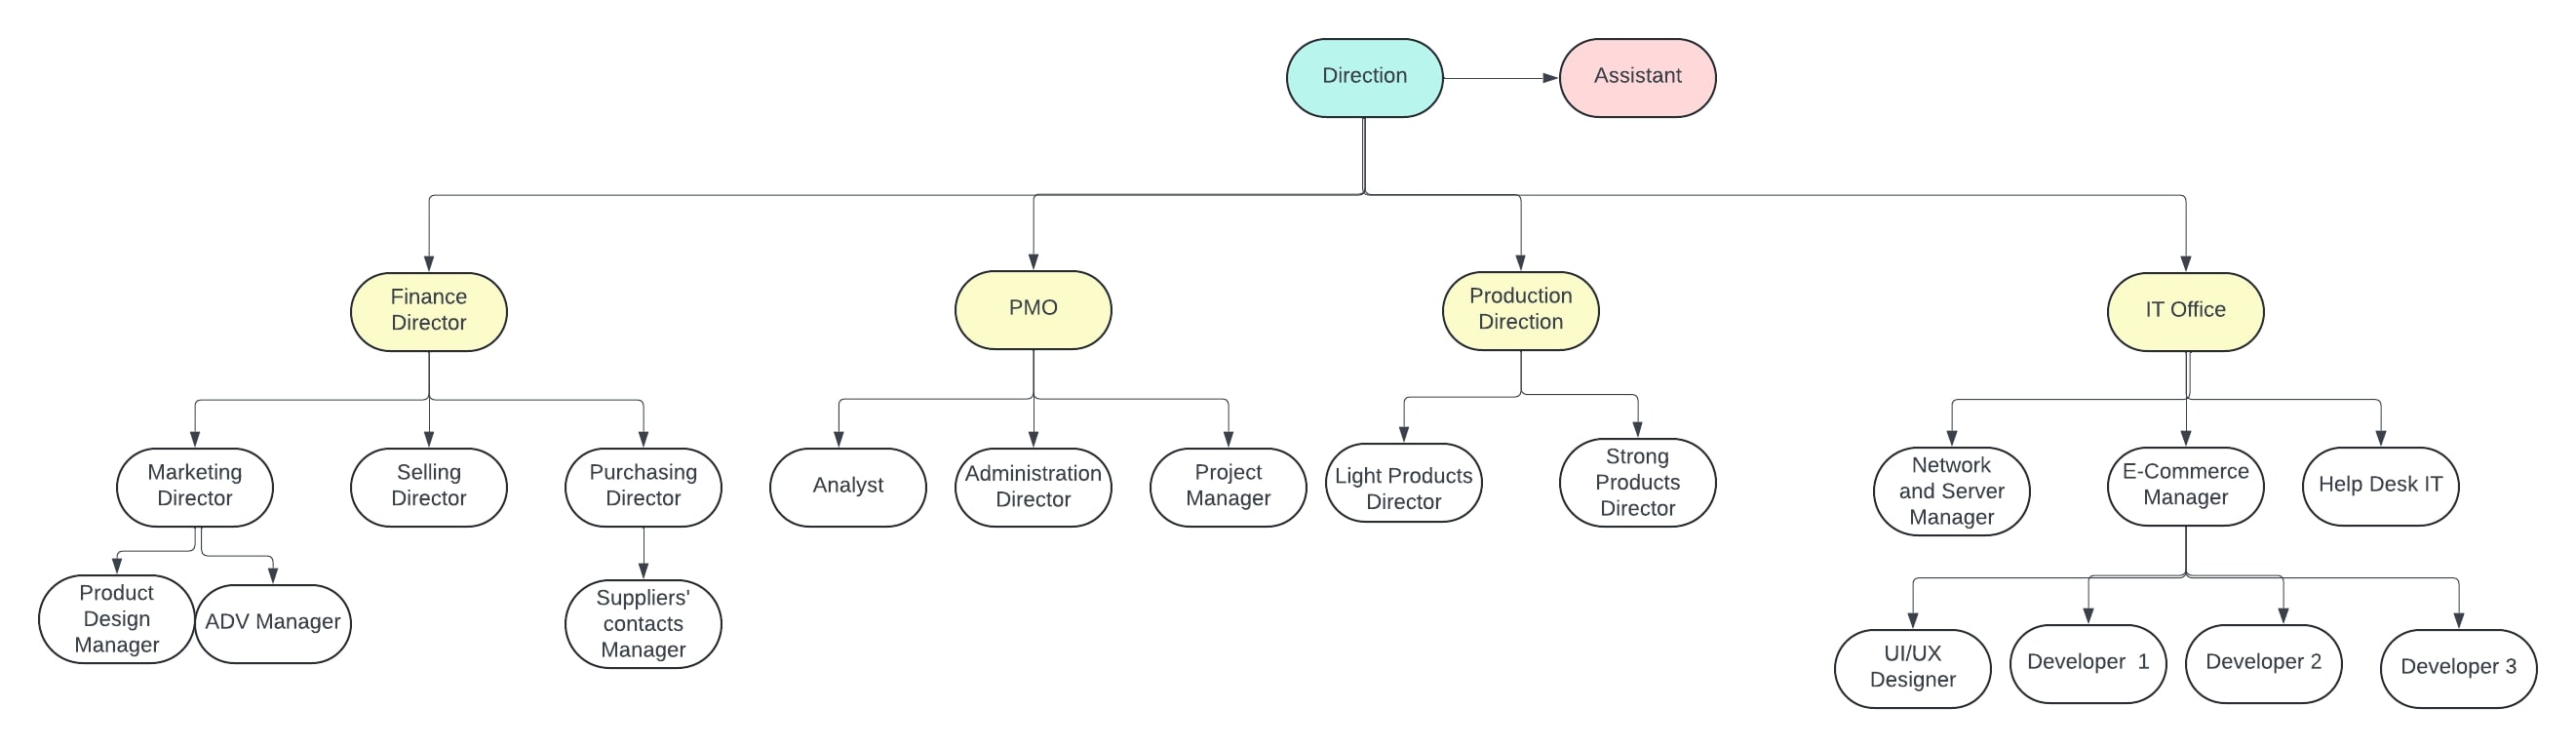 Direction
Assistant
Finance
Director
PMO
Production
Direction
IT Office
Marketing
Director
Selling
Director
Purchasing
Director
Analyst
Administration
Director
Project
Manager
Light Products
Director
Strong
Products
Director
Network
and Server
Manager
E-Commerce
Manager
Help Desk IT
Product
Design
Manager
ADV Manager
Suppliers'
contacts
Manager
UI/UX
Designer
Developer  1
Developer 2
Developer 3